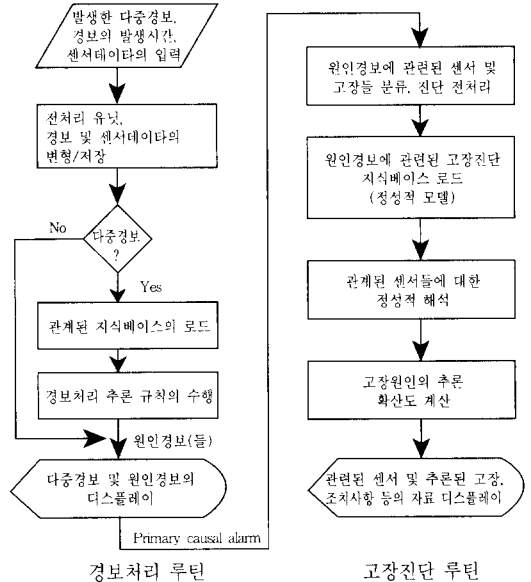 발생한 다중경보,
경보의 발생시간,
센서데이타의 입력
전처리 유닛,
경보 및 센서데이타의
변형/저장
No
다중경보
?
Yes
관계된 지식베이스의 로드
경보처리 추론 규칙의 수행
원인경보(들)
다중경보 및 원인경보의
디스플레이
Primary causal alarm
경보처리 루틴
원인경보에 관련된 센서 및
고장들 분류, 진단 전처리
원인경보에 관련된 고장진단
지식베이스 로드
(정성적 모델)
관계된 센서들에 대한
정성적 해석
고장원인의 추론
확산도 계산
관련된 센서 및 추론된 고장,
조치사항 등의 자료 디스플레이
고장진단 루틴